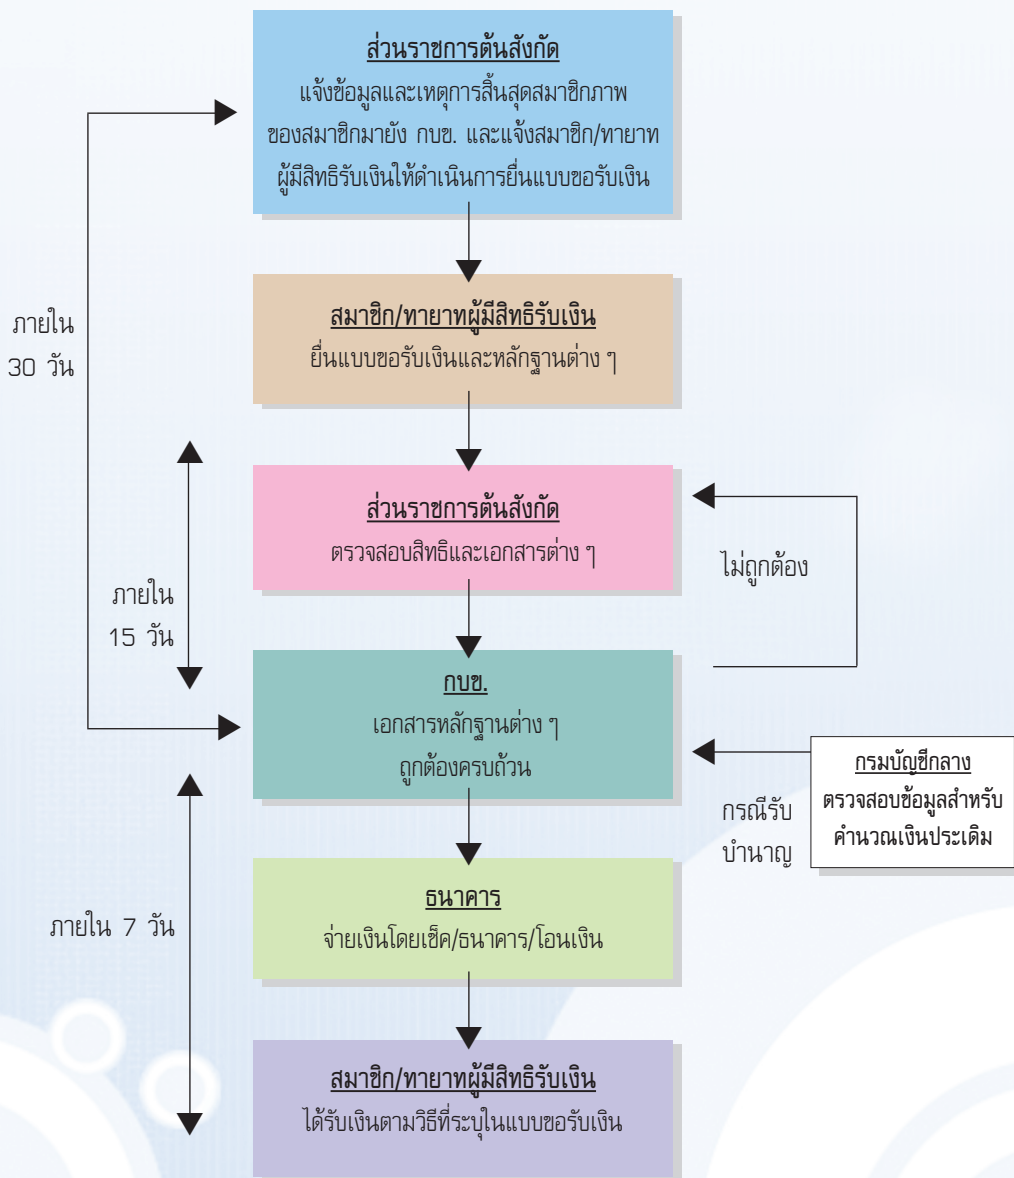 ส่วนราชการต้นสังกัด
แจ้งข้อมูลและเหตุการสิ้นสุดสมาชิกภาพ
ของสมาชิกมายัง กบข. และแจ้งสมาชิก/ทายาท
ผู้มีสิทธิรับเงินให้ดำเนินการยื่นแบบขอรับเงิน
สมาชิก/ทายาทผู้มีสิทธิรับเงิน
ยื่นแบบขอรับเงินและหลักฐานต่าง ๆ
ภายใน
30 วัน
ส่วนราชการต้นสังกัด
ตรวจสอบสิทธิและเอกสารต่าง ๆ
ไม่ถูกต้อง
ภายใน
15 วัน
กบข.
เอกสารหลักฐานต่าง ๆ
ถูกต้องครบถ้วน
กรมบัญชีกลาง
ตรวจสอบข้อมูลสำหรับ
คำนวณเงินประเดิม
กรณีรับ
บำนาญ
ธนาคาร
จ่ายเงินโดยเช็ค/ธนาคาร/โอนเงิน
ภายใน 7 วัน
สมาชิก/ทายาทผู้มีสิทธิรับเงิน
ได้รับเงินตามวิธีที่ระบุในแบบขอรับเงิน